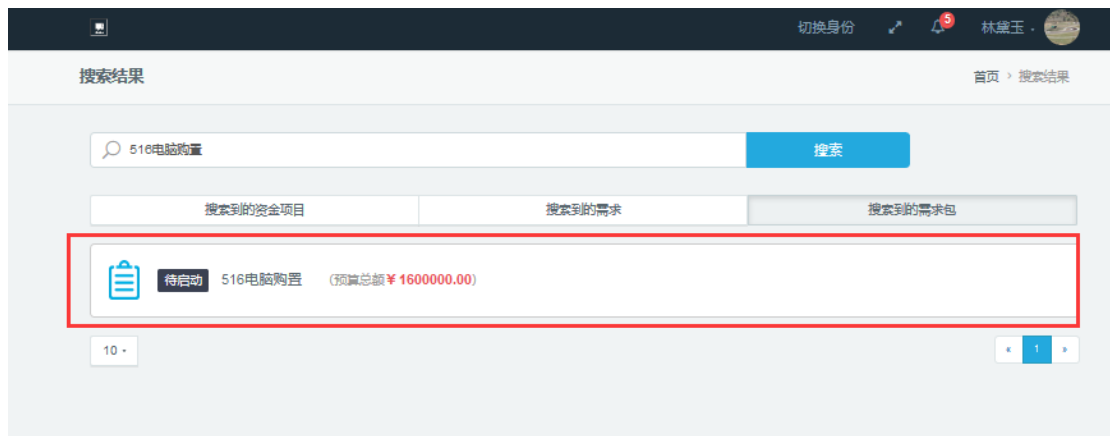 切换身份 5 林黛玉
搜索结果 首页 > 搜索结果
516电脑购置 搜索
搜索到的资金项目 搜索到的需求 搜索到的需求包
待启动 516电脑购置 (预算总额¥1600000.00)
10 « 1 »